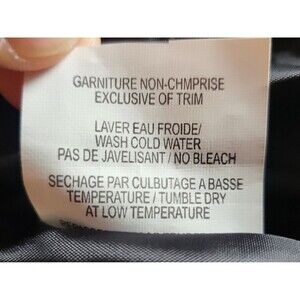 GARNITURE NON-CHMPRISE
EXCLUSIVE OF TRIM
LAVER EAU FROIDE/
WASH COLD WATER
PAS DE JAVELISANT / NO BLEACH
SECHAGE PAR CULBUTAGE A BASSE
TEMPERATURE / TUMBLE DRY
AT LOW TEMPERATURE